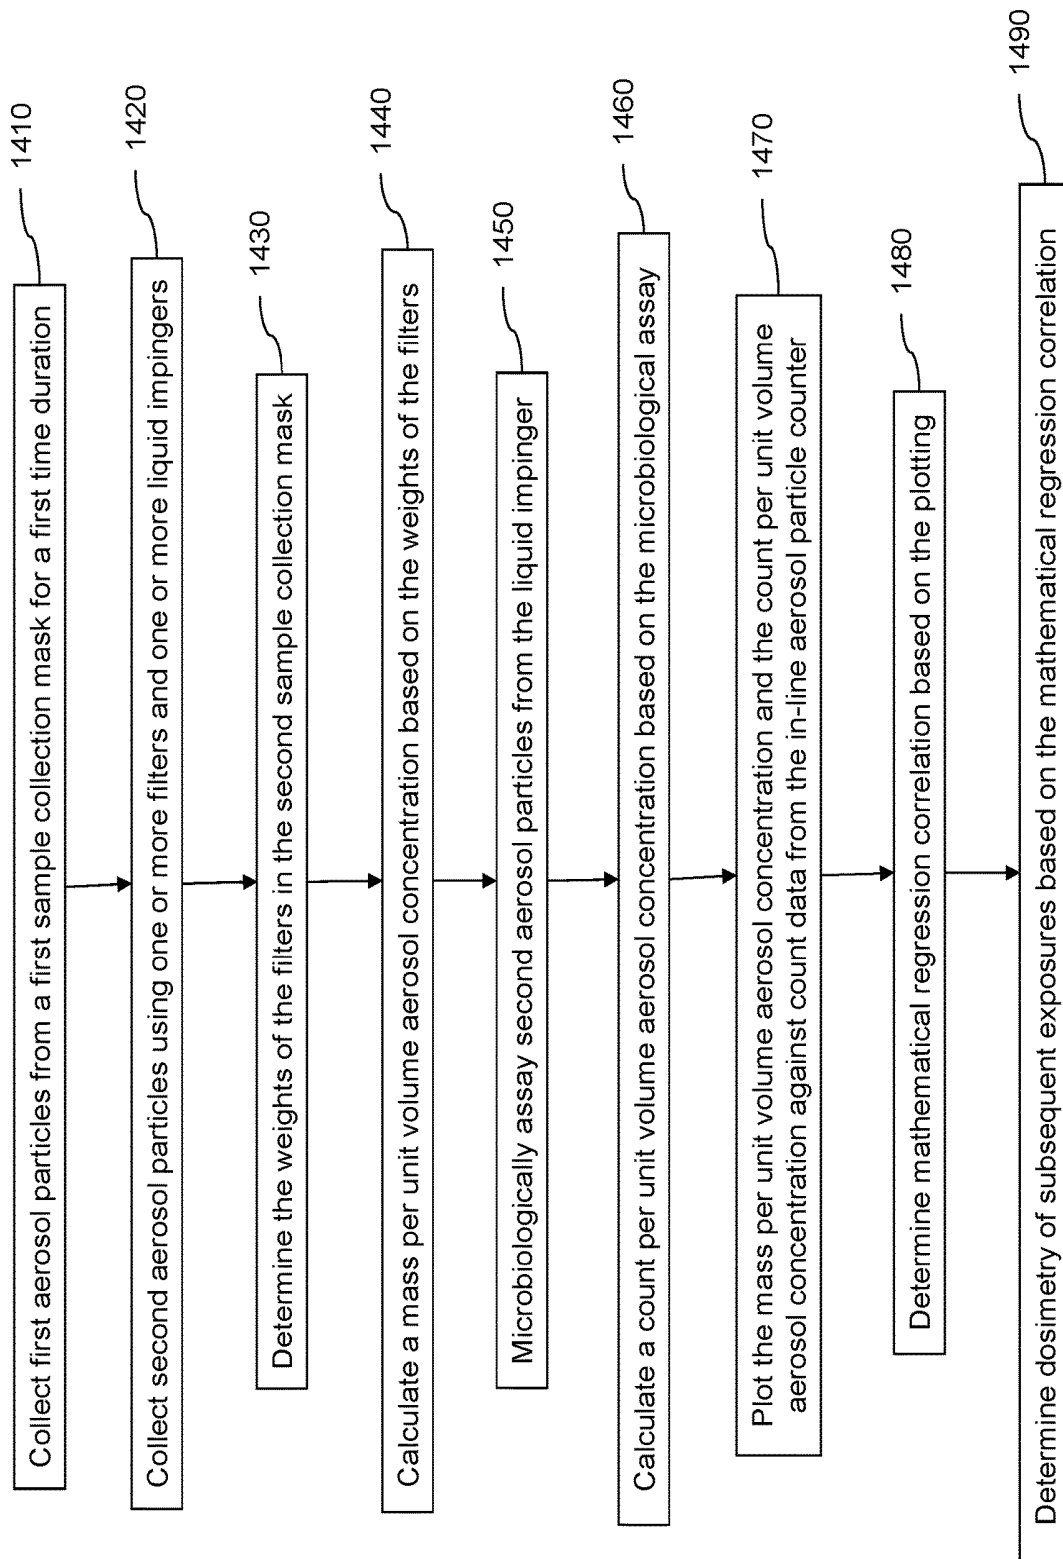 Collect first aerosol particles from a first sample collection mask for a first time duration
1410
Collect second aerosol particles using one or more filters and one or more liquid impingers
1420
Determine the weights of the filters in the second sample collection mask
1430
Calculate a mass per unit volume aerosol concentration based on the weights of the filters
1440
Microbiologically assay second aerosol particles from the liquid impinger
1450
Calculate a count per unit volume aerosol concentration based on the microbiological assay
1460
Plot the mass per unit volume aerosol concentration and the count per unit volume
aerosol concentration against count data from the in-line aerosol particle counter
1470
Determine mathematical regression correlation based on the plotting
1480
Determine dosimetry of subsequent exposures based on the mathematical regression correlation
1490